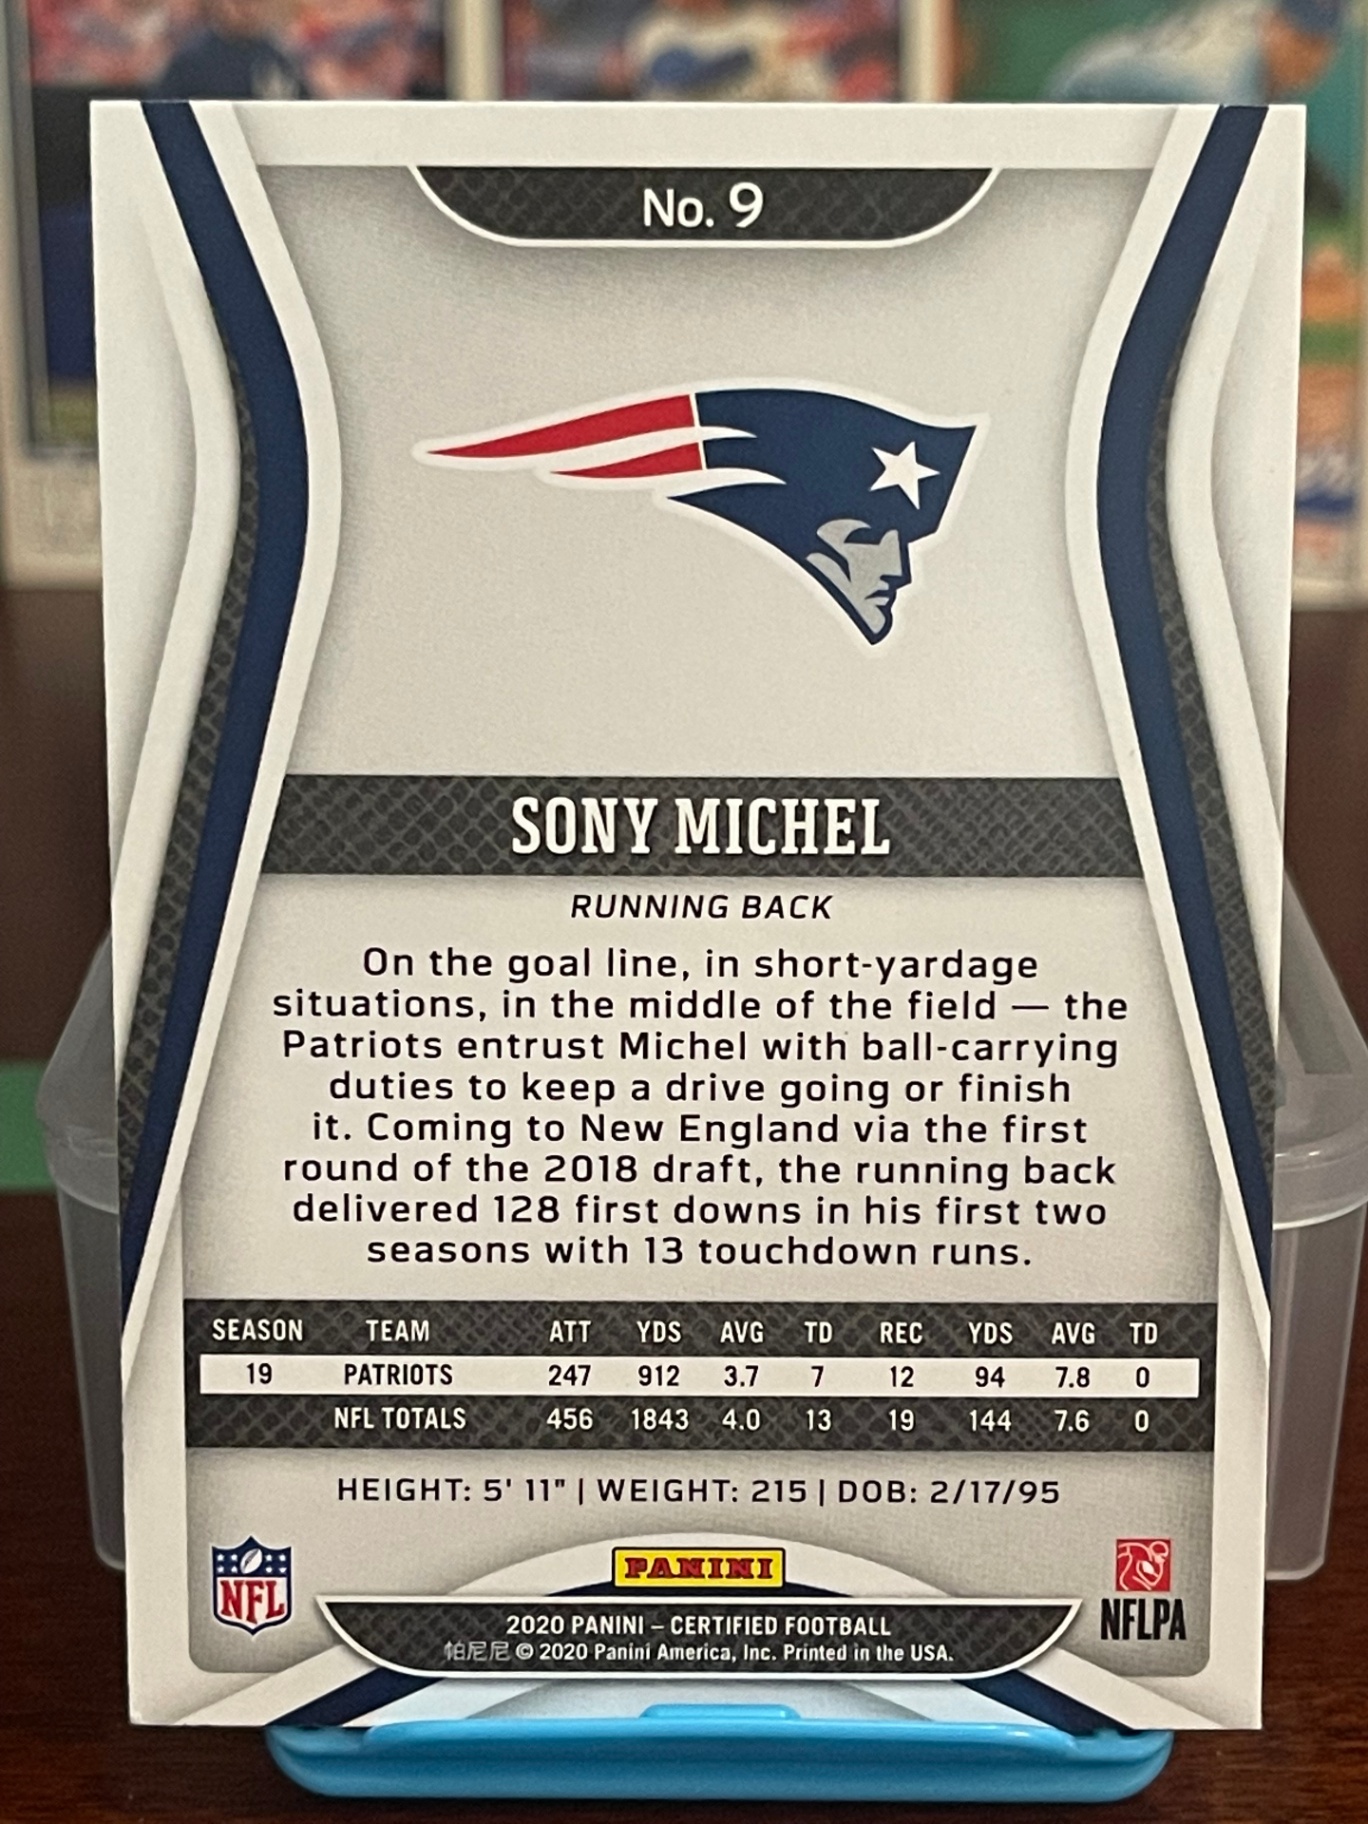 No. 9
SONY MICHEL
RUNNING BACK
On the goal line, in short-yardage
situations, in the middle of the field — the
Patriots entrust Michel with ball-carrying
duties to keep a drive going or finish
it. Coming to New England via the first
round of the 2018 draft, the running back
delivered 128 first downs in his first two
seasons with 13 touchdown runs.
SEASON TEAM ATT YDS AVG TD REC YDS AVG TD
19 PATRIOTS 247 912 3.7 7 12 94 7.8 0
NFL TOTALS 456 1843 4.0 13 19 144 7.6 0
HEIGHT: 5' 11" | WEIGHT: 215 | DOB: 2/17/95
NFL
PANINI
NFLPA
2020 PANINI – CERTIFIED FOOTBALL
帕尼尼 © 2020 Panini America, Inc. Printed in the USA.